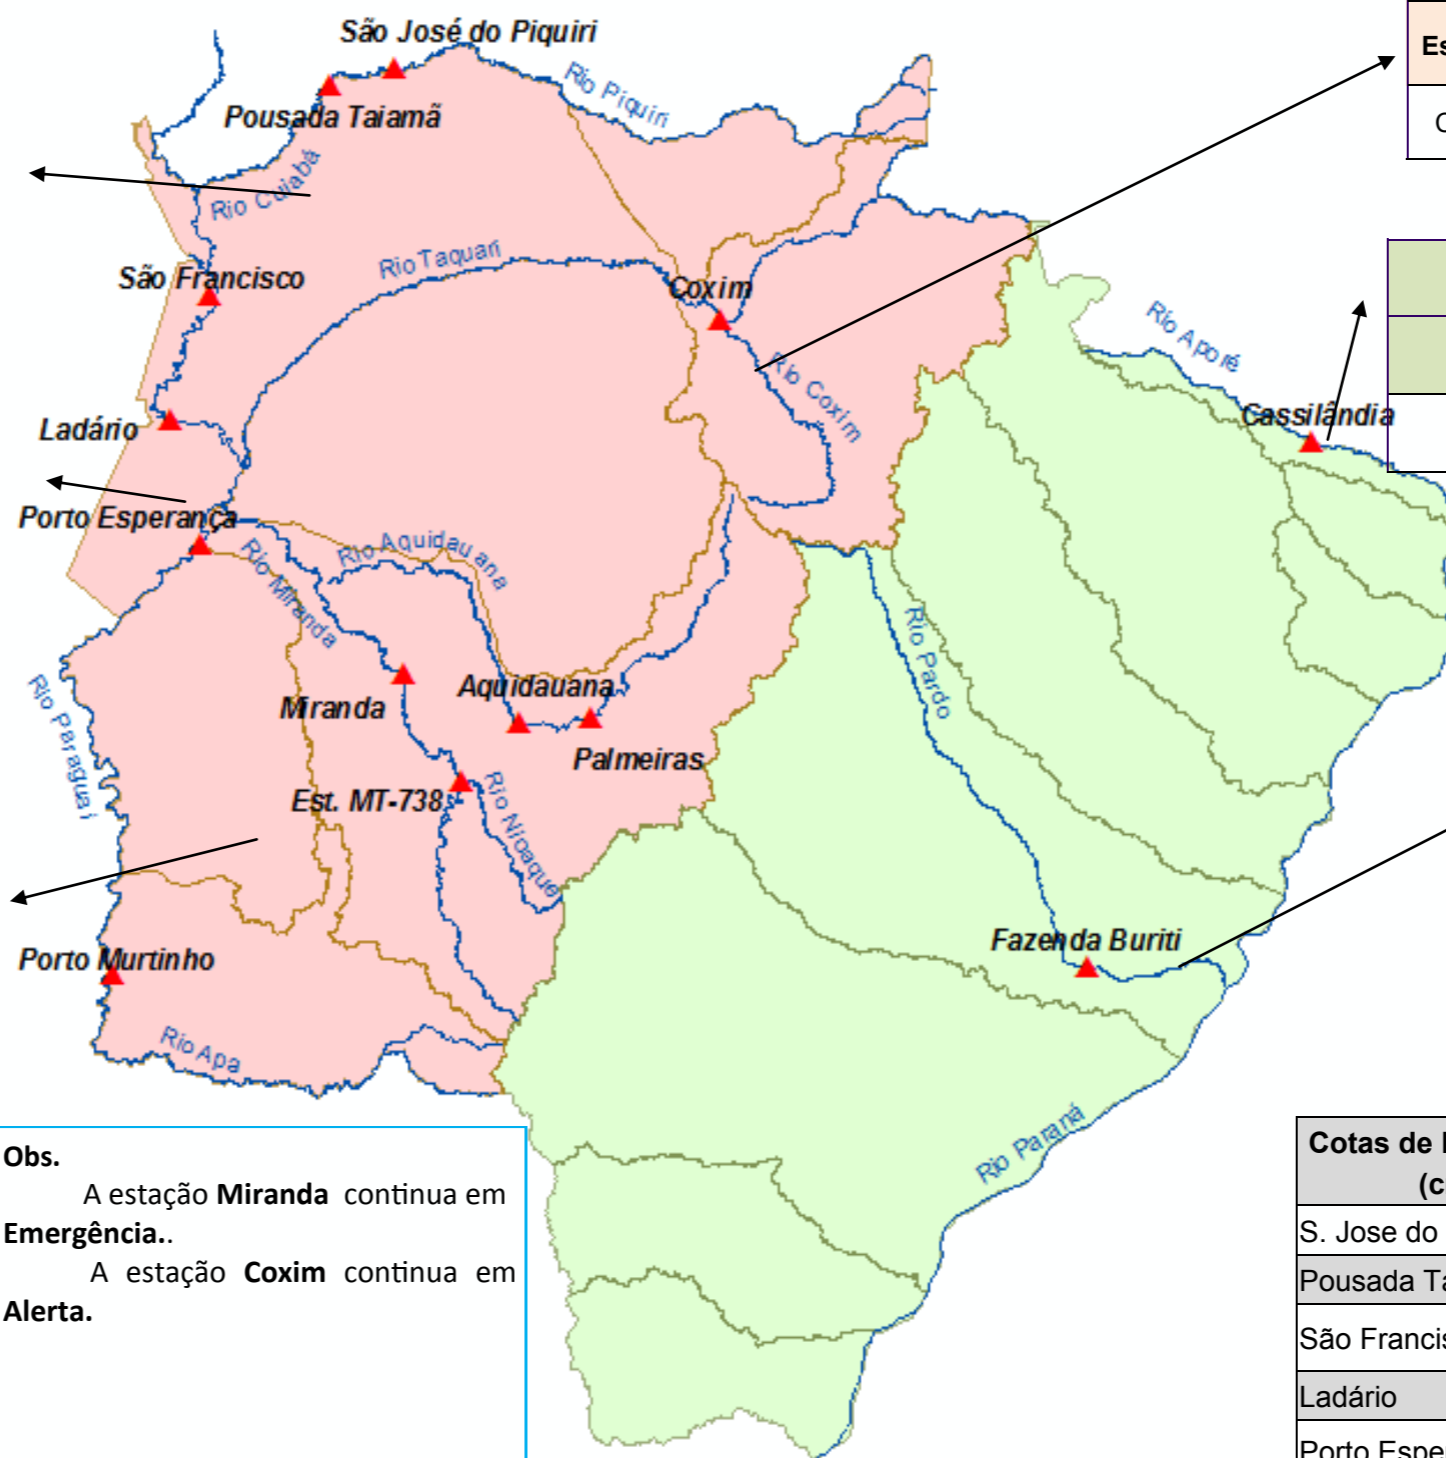 São José do Piquiri
Es
Rio Piquiri
Pousada Taiamã
C
Rio Cuiabá
Rio Taquari
São Francisco
Coxim
Rio Aporé
Rio Coxim
Cassilândia
Ladário
Porto Esperança
Rio Aquidauana
Rio Miranda
Rio Pardo
Rio Paraguai
Aquidauana
Miranda
Palmeiras
Est. MT-738
Rio Nioaque
Fazenda Buriti
Porto Murtinho
Rio Apa
Rio Paraná
Obs.
A estação Miranda continua em
Emergência..
A estação Coxim continua em
Alerta.
Cotas de
(c
S. Jose do
Pousada Ta
São Francis
Ladário
Porto Esper